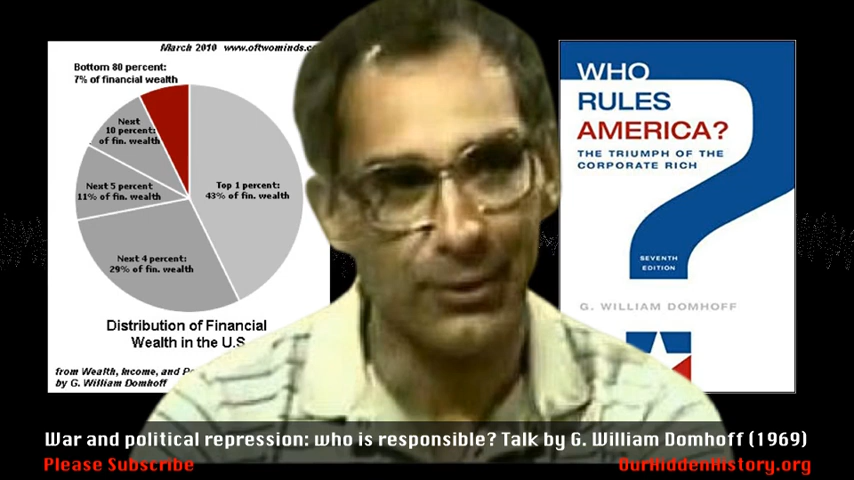 March 2010 www.oftwominds.c
Bottom 80 percent:
7% of financial wealth
Next
10 percent:
of fin. wealth
Next 5 percent
11% of fin. wealth
Top 1 percent:
43% of fin. wealth
Next 4 percent:
29% of fin. wealth
Distribution of Financial
Wealth in the U.S
from Wealth, Income, and
by G. William Domhoff
WHO
RULES
AMERICA?
THE TRIUMPH OF THE
CORPORATE RICH
SEVENTH
EDITION
G. WILLIAM DOMHOFF
War and political repression: who is responsible? Talk by G. William Domhoff (1969)
Please Subscribe
OurHiddenHistory.org